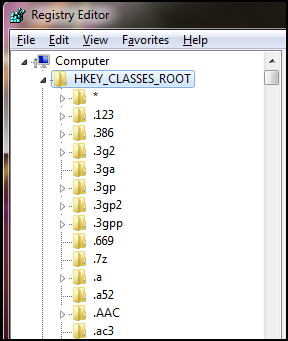 Registry Editor
File Edit View Favorites Help
Computer
HKEY_CLASSES_ROOT
*
.123
.386
.3g2
.3ga
.3gp
.3gp2
.3gpp
.669
.7z
.a
.a52
.AAC
.ac3